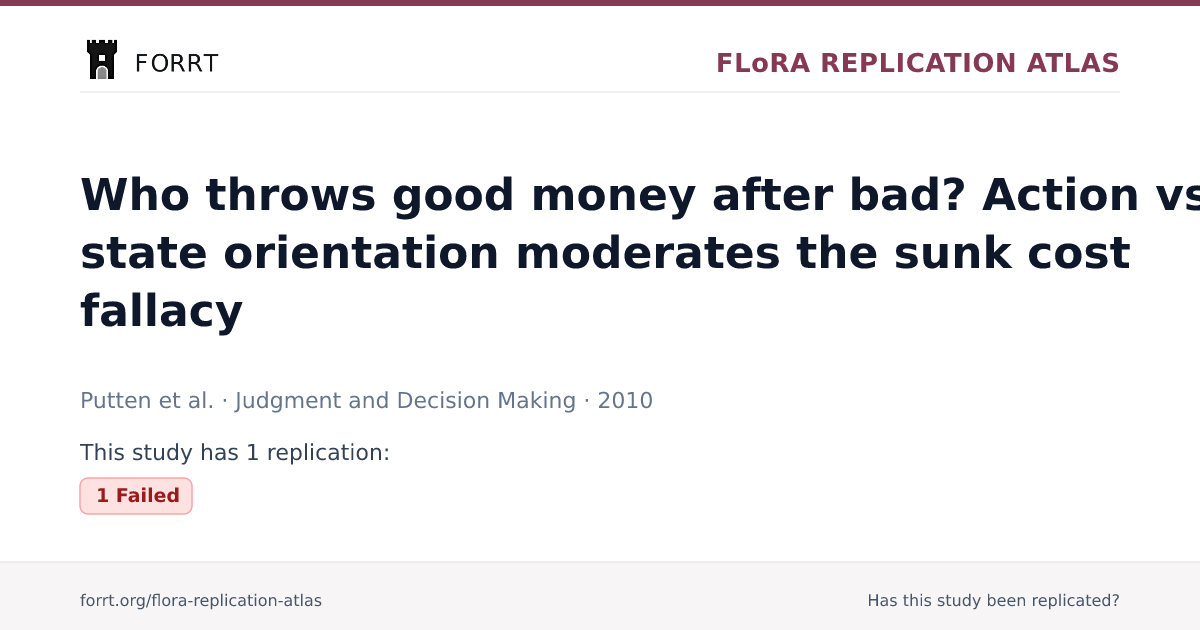 FORRT
FLoRA REPLICATION ATLAS
Who throws good money after bad? Action vs
state orientation moderates the sunk cost
fallacy
Putten et al. · Judgment and Decision Making · 2010
This study has 1 replication:
1 Failed
forrt.org/flora-replication-atlas
Has this study been replicated?